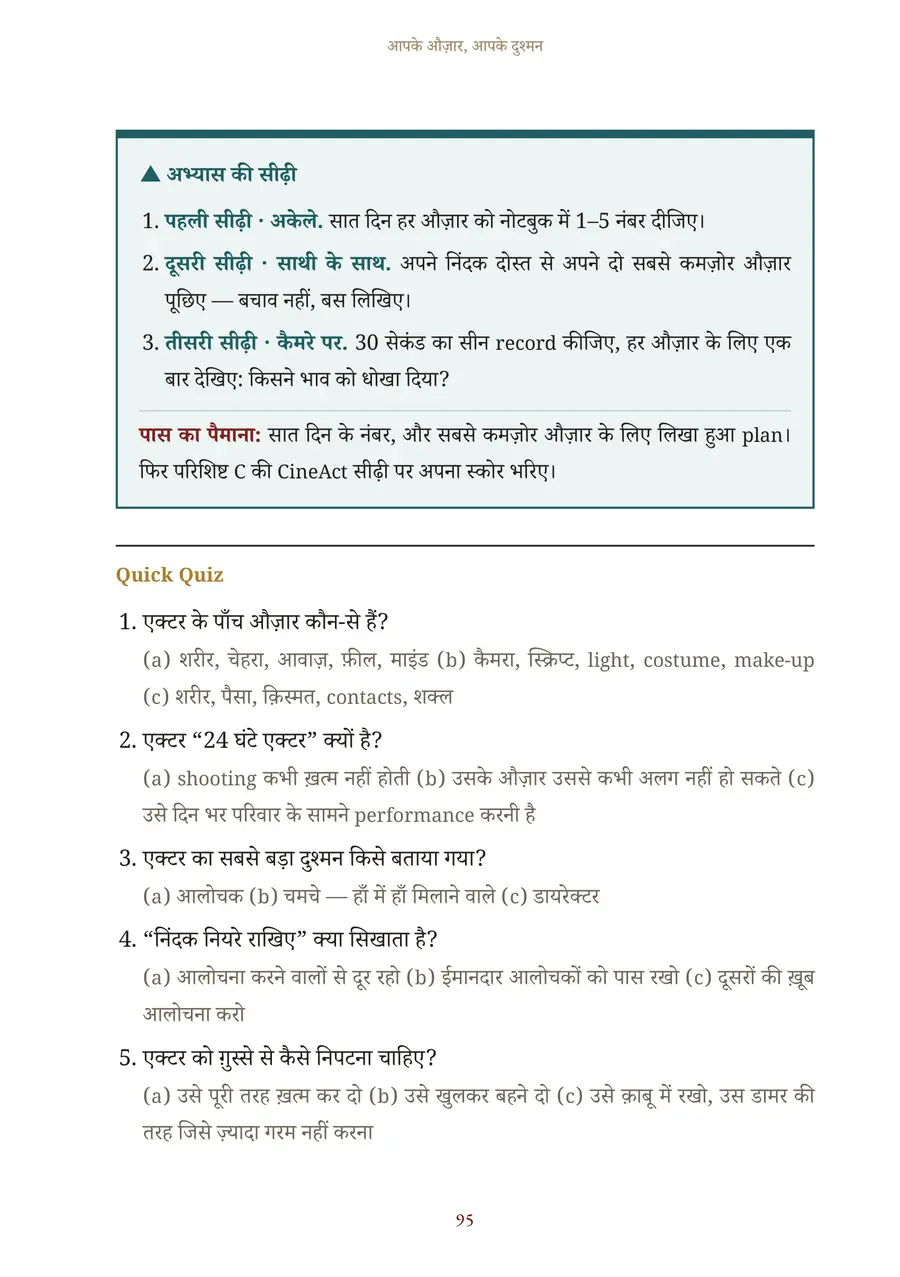 आपके औज़ार, आपके दुश्मन
▲ अभ्यास की सीढ़ी
1. पहली सीढ़ी · अकेले. सात दिन हर औज़ार को नोटबुक में 1–5 नंबर दीजिए।
2. दूसरी सीढ़ी · साथी के साथ. अपने निंदक दोस्त से अपने दो सबसे कमज़ोर औज़ार
पूछिए — बचाव नहीं, बस लिखिए।
3. तीसरी सीढ़ी · कैमरे पर. 30 सेकंड का सीन record कीजिए, हर औज़ार के लिए एक
बार देखिए: किसने भाव को धोखा दिया?
पास का पैमाना: सात दिन के नंबर, और सबसे कमज़ोर औज़ार के लिए लिखा हुआ plan।
फिर परिशिष्ट C की CineAct सीढ़ी पर अपना स्कोर भरिए।
Quick Quiz
1. एक्टर के पाँच औज़ार कौन-से हैं?
(a) शरीर, चेहरा, आवाज़, फ़ील, माइंड (b) कैमरा, स्क्रिप्ट, light, costume, make-up
(c) शरीर, पैसा, क़िस्मत, contacts, शक्ल
2. एक्टर “24 घंटे एक्टर” क्यों है?
(a) shooting कभी ख़त्म नहीं होती (b) उसके औज़ार उससे कभी अलग नहीं हो सकते (c)
उसे दिन भर परिवार के सामने performance करनी है
3. एक्टर का सबसे बड़ा दुश्मन किसे बताया गया?
(a) आलोचक (b) चमचे — हाँ में हाँ मिलाने वाले (c) डायरेक्टर
4. “निंदक नियरे राखिए” क्या सिखाता है?
(a) आलोचना करने वालों से दूर रहो (b) ईमानदार आलोचकों को पास रखो (c) दूसरों की ख़ूब
आलोचना करो
5. एक्टर को ग़ुस्से से कैसे निपटना चाहिए?
(a) उसे पूरी तरह ख़त्म कर दो (b) उसे खुलकर बहने दो (c) उसे क़ाबू में रखो, उस डामर की
तरह जिसे ज़्यादा गरम नहीं करना
95